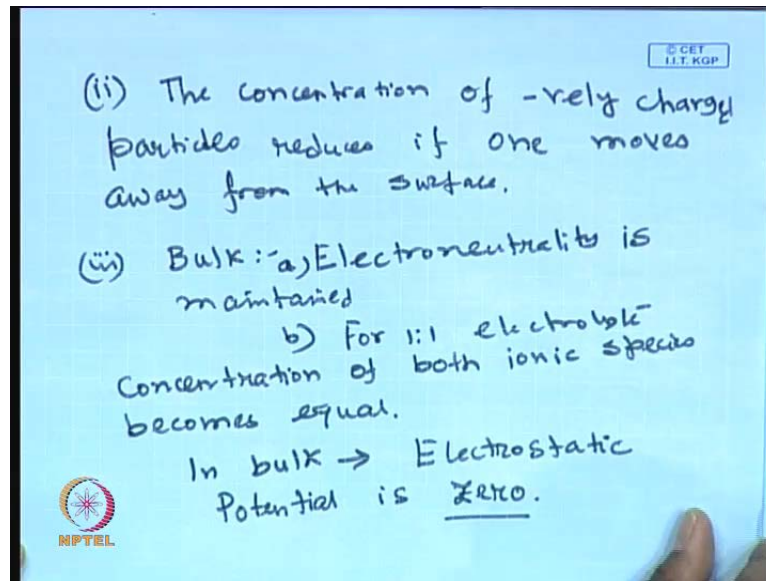 © CET
I.I.T. KGP
(ii) The concentration of -vely charged
particles reduces if one moves
away from the surface.
(iii) Bulk:- a) Electroneutrality is
maintained
b) For 1:1 electrolyte
concentration of both ionic species
becomes equal.
In bulk → Electrostatic
Potential is zero.
NPTEL